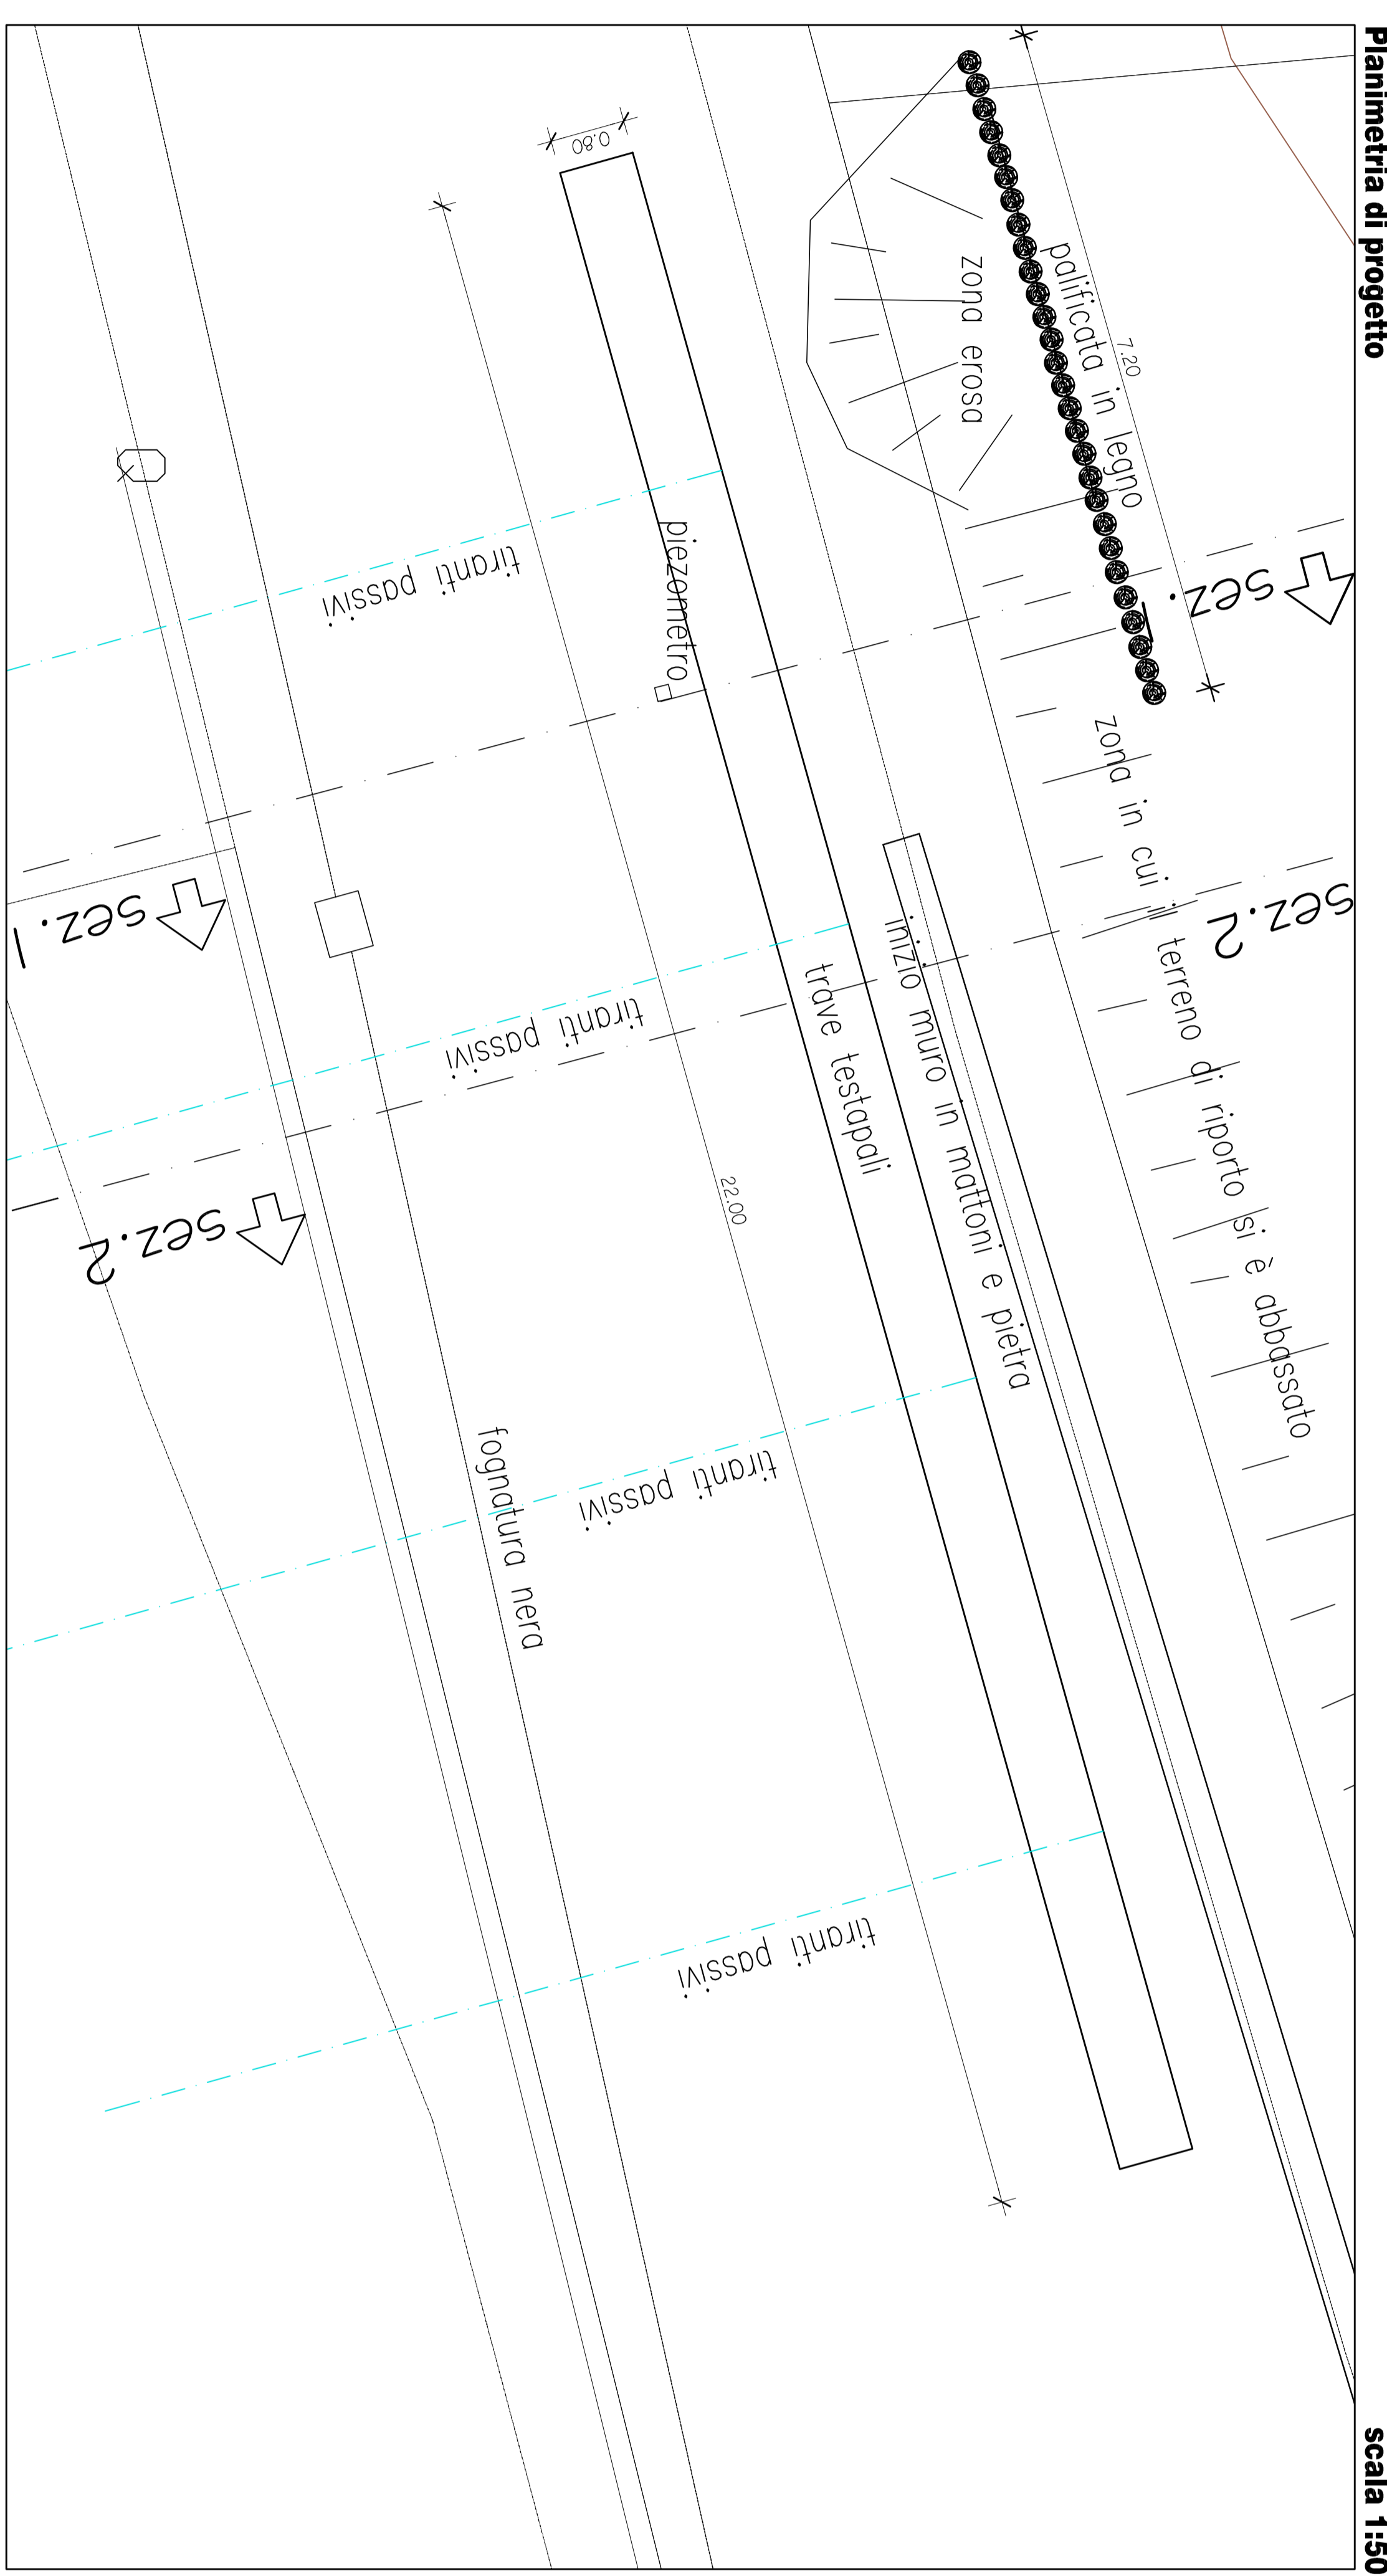 Planimetria di progetto
scala 1:50
0.80
7.20
palificata in legno
zona erosa
sez. 1
piezometro
tiranti passivi
zona in cui il terreno di riporto si è abbassato
sez.2
sez. 1
inizio muro in mattoni e pietra
trave testapali
tiranti passivi
22.00
sez.2
fognatura nera
tiranti passivi
tiranti passivi